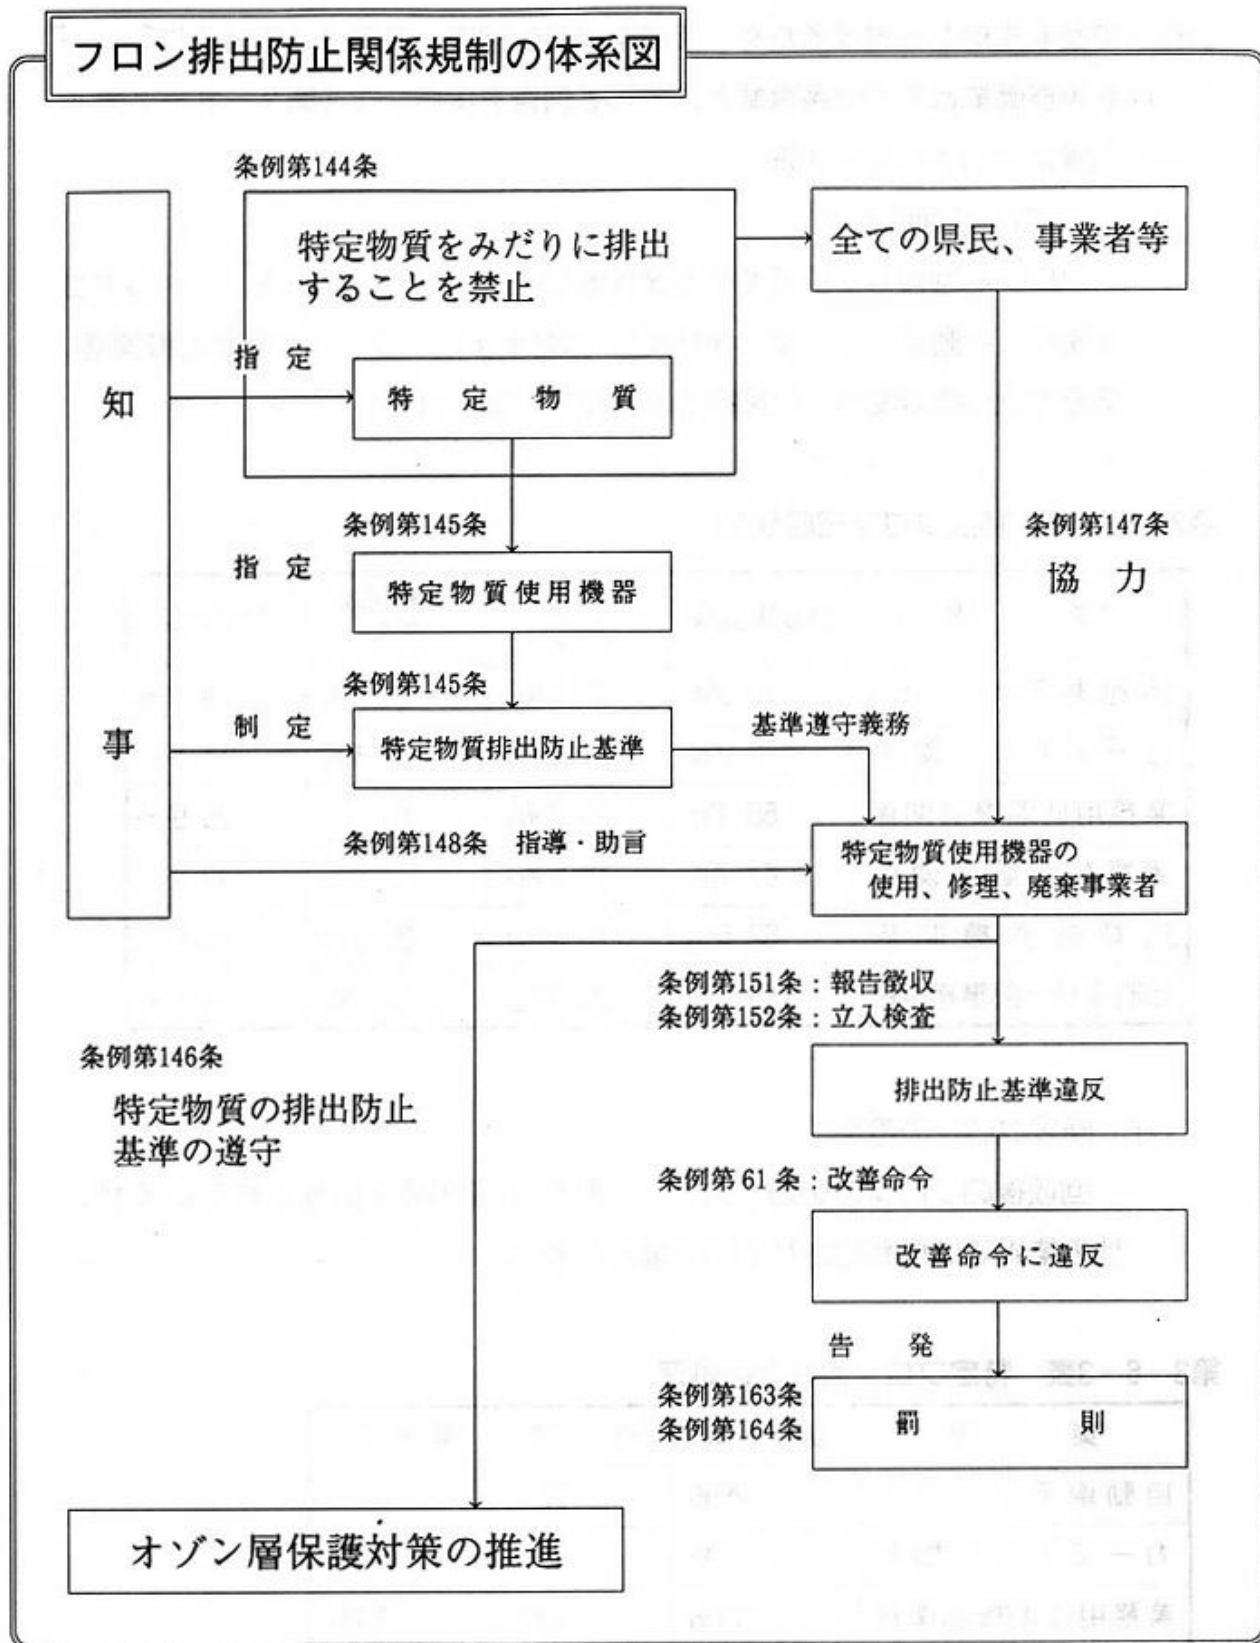 フロン排出防止関係規制の体系図
条例第144条
特定物質をみだりに排出
することを禁止
全ての県民、事業者等
指定
特定物質
知
事
条例第145条
指定
特定物質使用機器
条例第147条
協力
条例第145条
制定
特定物質排出防止基準
基準遵守義務
条例第148条 指導・助言
特定物質使用機器の
使用、修理、廃棄事業者
条例第151条：報告徴収
条例第152条：立入検査
条例第146条
特定物質の排出防止
基準の遵守
排出防止基準違反
条例第61条：改善命令
改善命令に違反
告発
条例第163条
条例第164条
罰則
オゾン層保護対策の推進